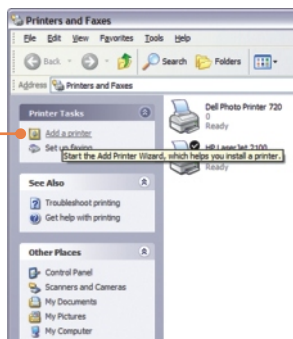 Printers and Faxes
File Edit View Favorites Tools Help
Back Search Folders
Address Printers and Faxes
Printer Tasks
Add a printer
Set up faxing
Start the Add Printer Wizard, which helps you install a printer.
See Also
Troubleshoot printing
Get help with printing
Other Places
Control Panel
Scanners and Cameras
My Documents
My Pictures
My Computer
Dell Photo Printer 720
0
Ready
HP LaserJet 2100
Ready